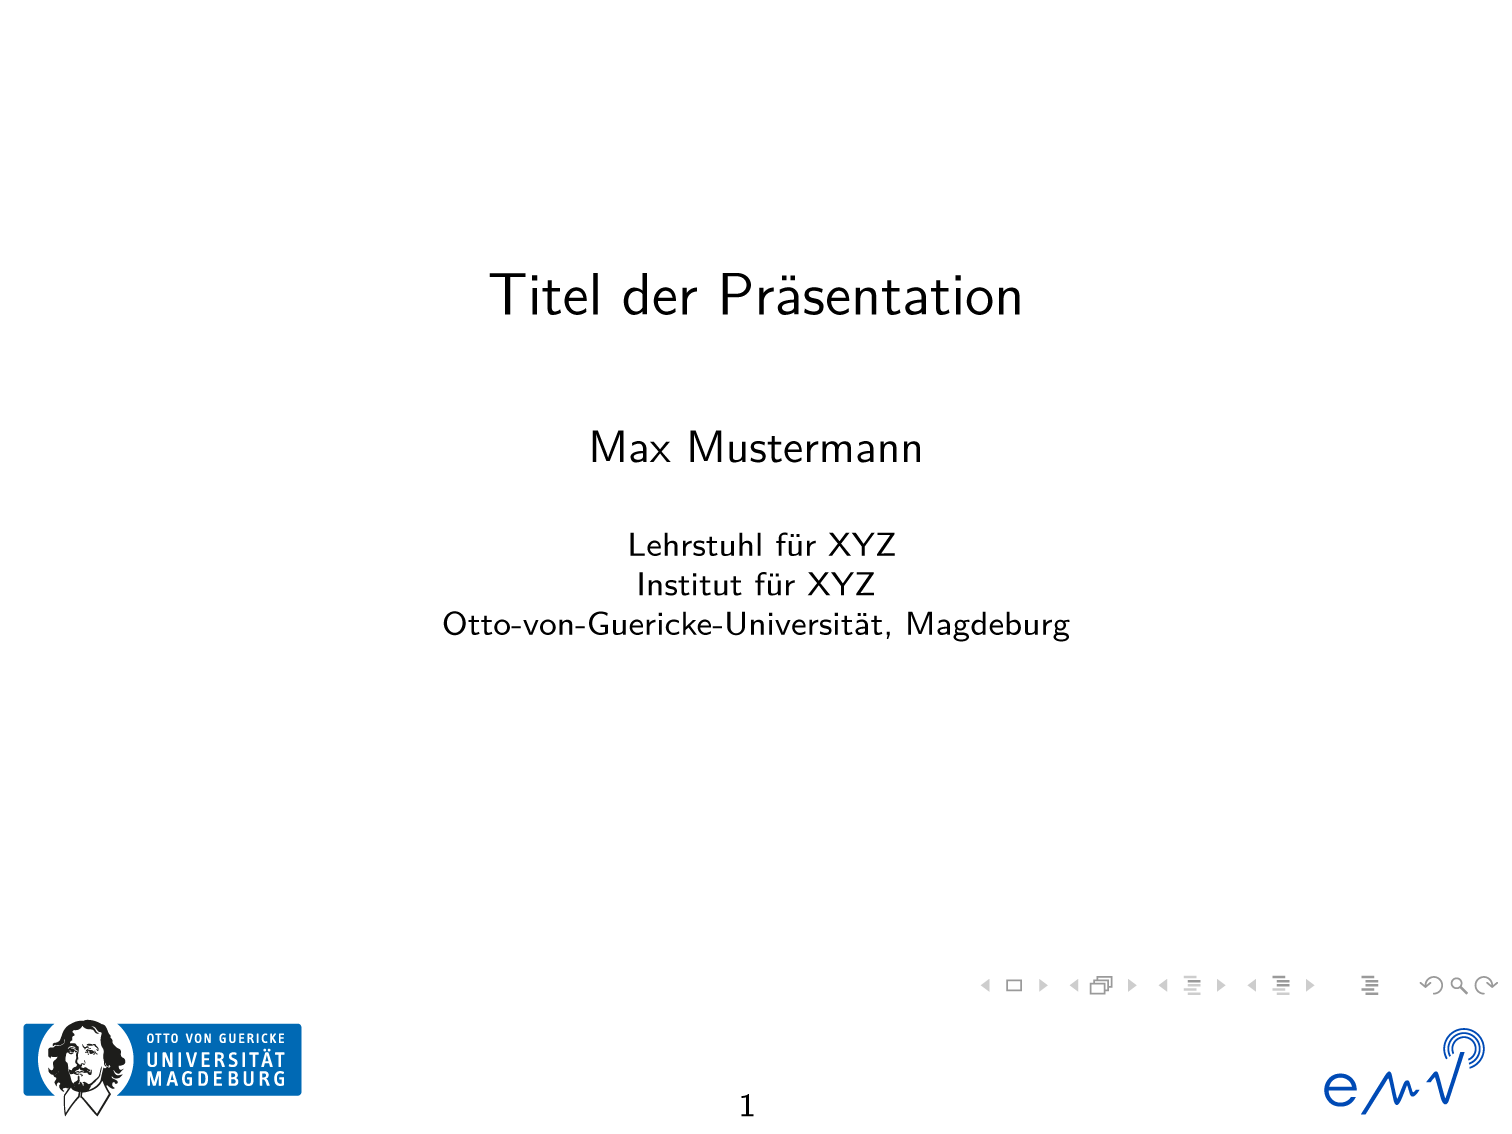 Titel der Präsentation
Max Mustermann
Lehrstuhl für XYZ
Institut für XYZ
Otto-von-Guericke-Universität, Magdeburg
OTTO VON GUERICKE
UNIVERSITÄT
MAGDEBURG
1
emv